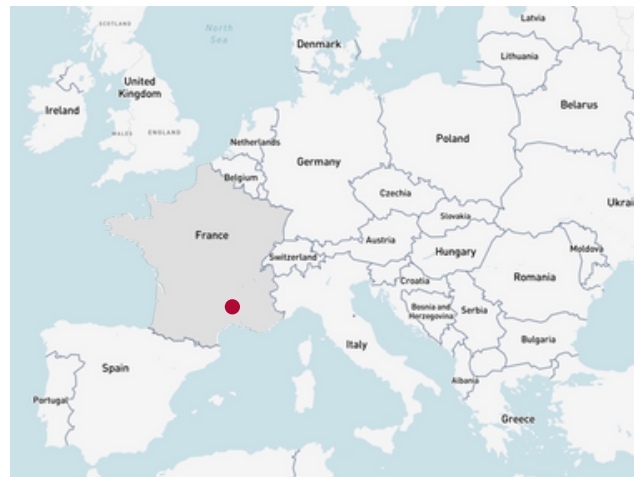 SCOTLAND
North
Sea
Latvia
Denmark
Lithuania
United
Kingdom
Ireland
Belarus
WALES
ENGLAND
Netherlands
Poland
Germany
Belgium
Czechia
Ukrai
Slovakia
France
Austria
Hungary
Moldova
Switzerland
Croatia
Romania
Bosnia and
Herzegovina
Serbia
Italy
Bulgaria
Spain
Albania
Portugal
Greece